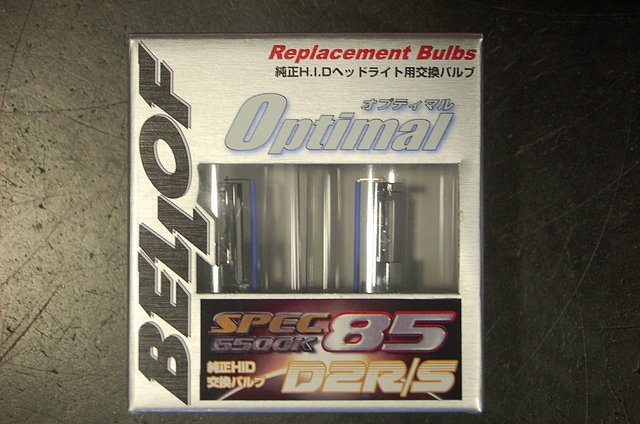 BELLOF
Replacement Bulbs
純正H.I.Dヘッドライト用交換バルブ
オプティマル
Optimal
SPEC 85
6500K
純正HID
交換バルブ
D2R/S